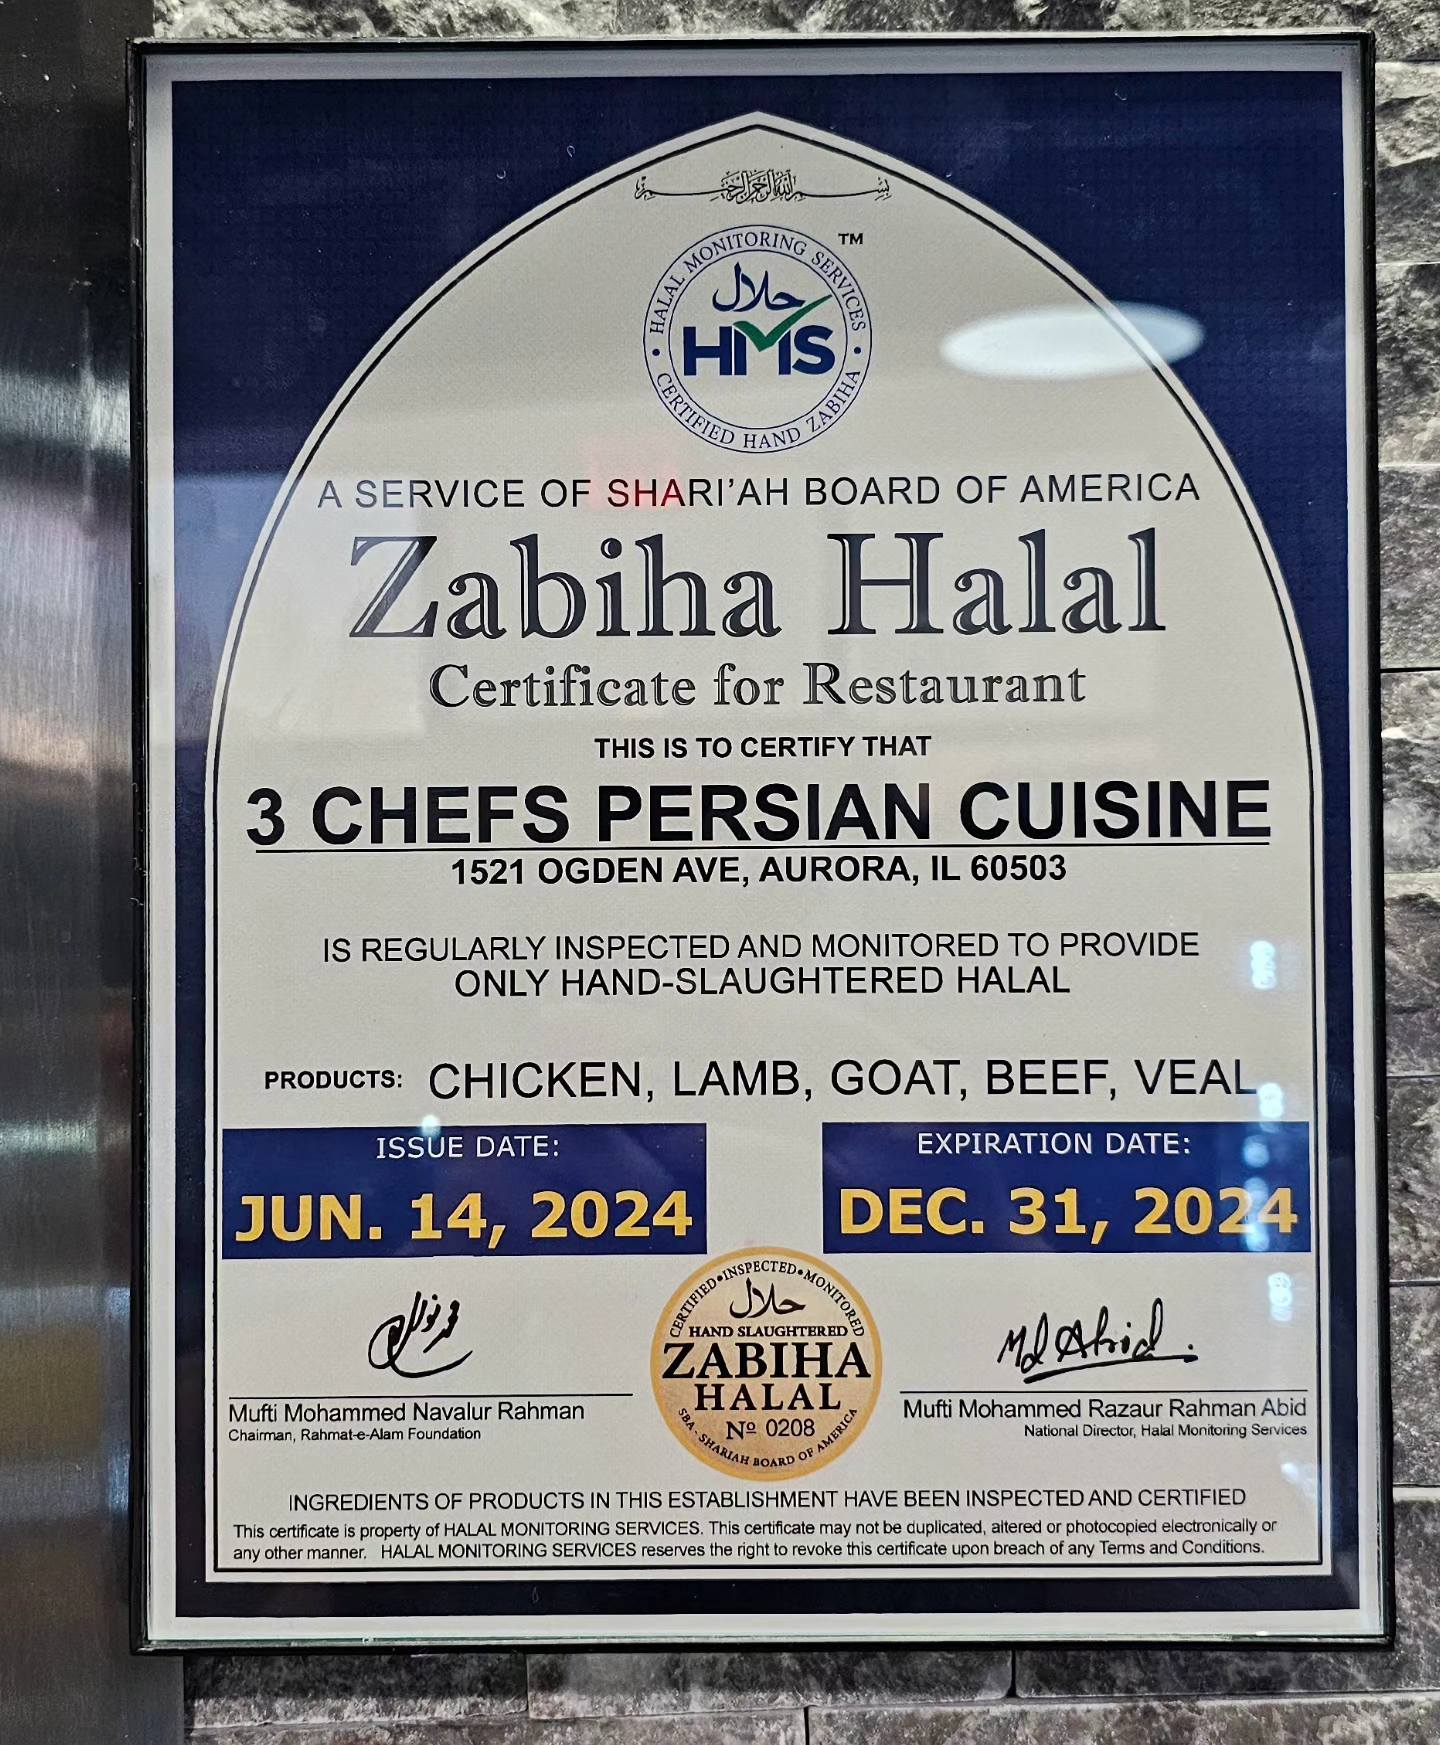 بسم الله الرحمن الرحيم
HALAL MONITORING SERVICES
TM
حلال
HMS
CERTIFIED HAND ZABIHA
A SERVICE OF SHARI'AH BOARD OF AMERICA
Zabiha Halal
Certificate for Restaurant
THIS IS TO CERTIFY THAT
3 CHEFS PERSIAN CUISINE
1521 OGDEN AVE, AURORA, IL 60503
IS REGULARLY INSPECTED AND MONITORED TO PROVIDE
ONLY HAND-SLAUGHTERED HALAL
PRODUCTS: CHICKEN, LAMB, GOAT, BEEF, VEAL
ISSUE DATE:
JUN. 14, 2024
EXPIRATION DATE:
DEC. 31, 2024
CERTIFIED•INSPECTED•MONITORED
حلال
HAND SLAUGHTERED
ZABIHA
HALAL
Nº 0208
SBA - SHARIAH BOARD OF AMERICA
Md Abid.
Mufti Mohammed Navalur Rahman
Chairman, Rahmat-e-Alam Foundation
Mufti Mohammed Razaur Rahman Abid
National Director, Halal Monitoring Services
INGREDIENTS OF PRODUCTS IN THIS ESTABLISHMENT HAVE BEEN INSPECTED AND CERTIFIED
This certificate is property of HALAL MONITORING SERVICES. This certificate may not be duplicated, altered or photocopied electronically or
any other manner. HALAL MONITORING SERVICES reserves the right to revoke this certificate upon breach of any Terms and Conditions.